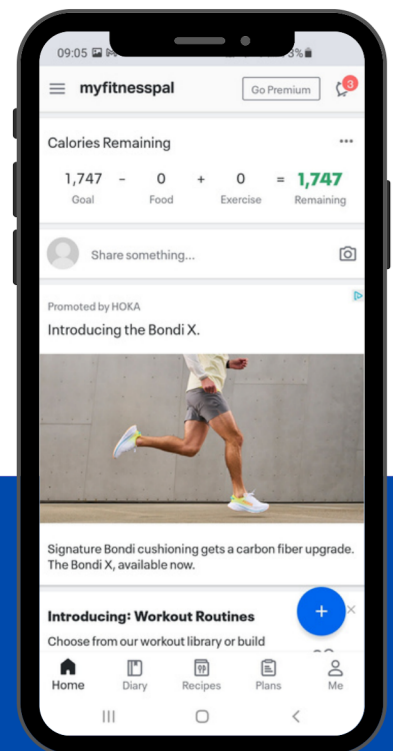 09:05
3%
myfitnesspal
Go Premium
3
Calories Remaining
1,747 - 0 + 0 = 1,747
Goal Food Exercise Remaining
Share something...
Promoted by HOKA
Introducing the Bondi X.
Signature Bondi cushioning gets a carbon fiber upgrade.
The Bondi X, available now.
Introducing: Workout Routines
Choose from our workout library or build
Home Diary Recipes Plans Me